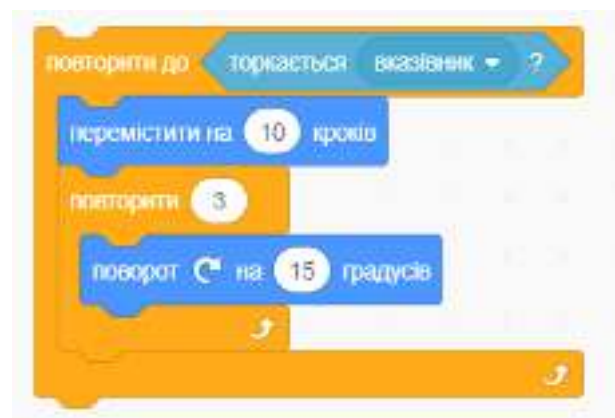 повторити до торкається вказівник ?
перемістити на 10 кроків
повторити 3
поворот на 15 градусів